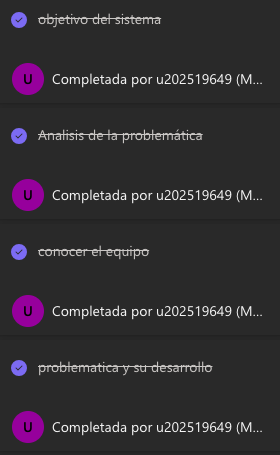 objetivo del sistema
U
Completada por u202519649 (M...
Analisis de la problemática
U
Completada por u202519649 (M...
conocer el equipo
U
Completada por u202519649 (M...
problematica y su desarrollo
U
Completada por u202519649 (M...